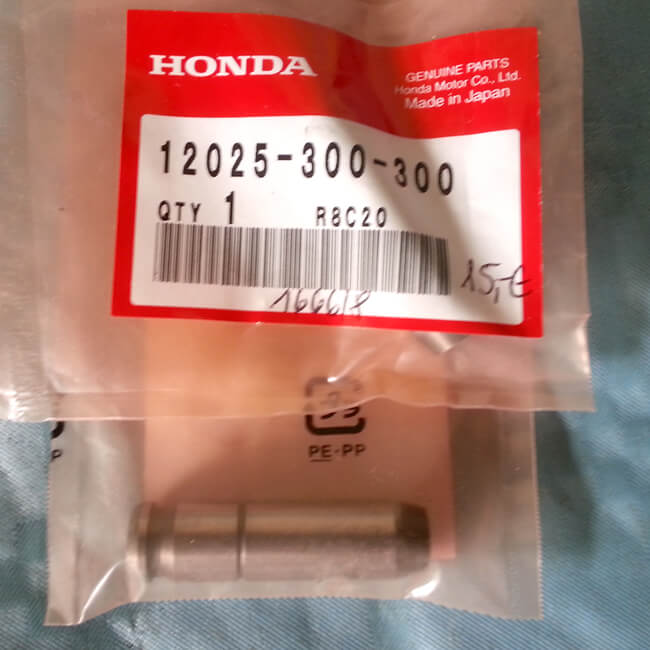 HONDA
GENUINE PARTS
Honda Motor Co., Ltd.
Made in Japan
12025-300-300
QTY 1 R8C20
15,-€
PE-PP
P